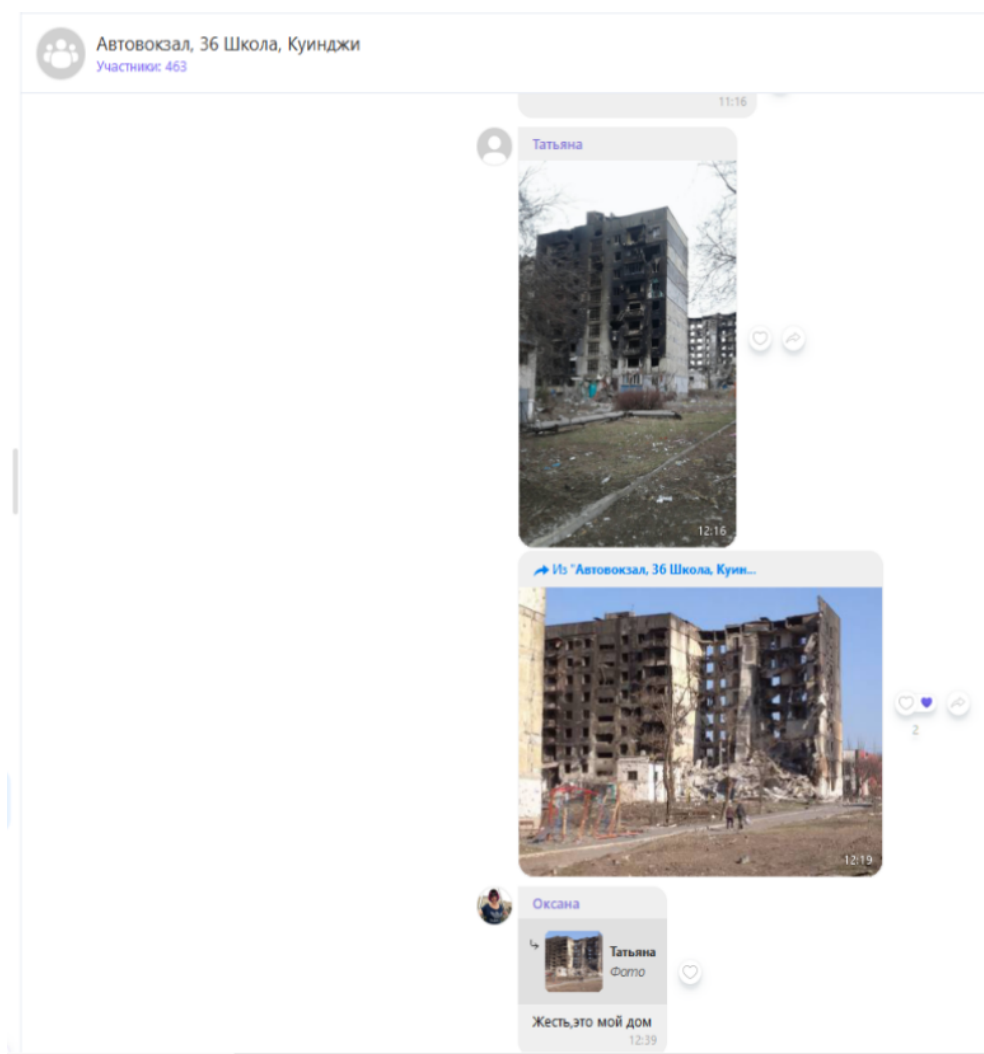 Автовокзал, 36 Школа, Куинджи
Участники: 463
11:16
Татьяна
12:16
Из "Автовокзал, 36 Школа, Куин...
12:19
2
Оксана
Татьяна
Фото
Жесть,это мой дом
12:39